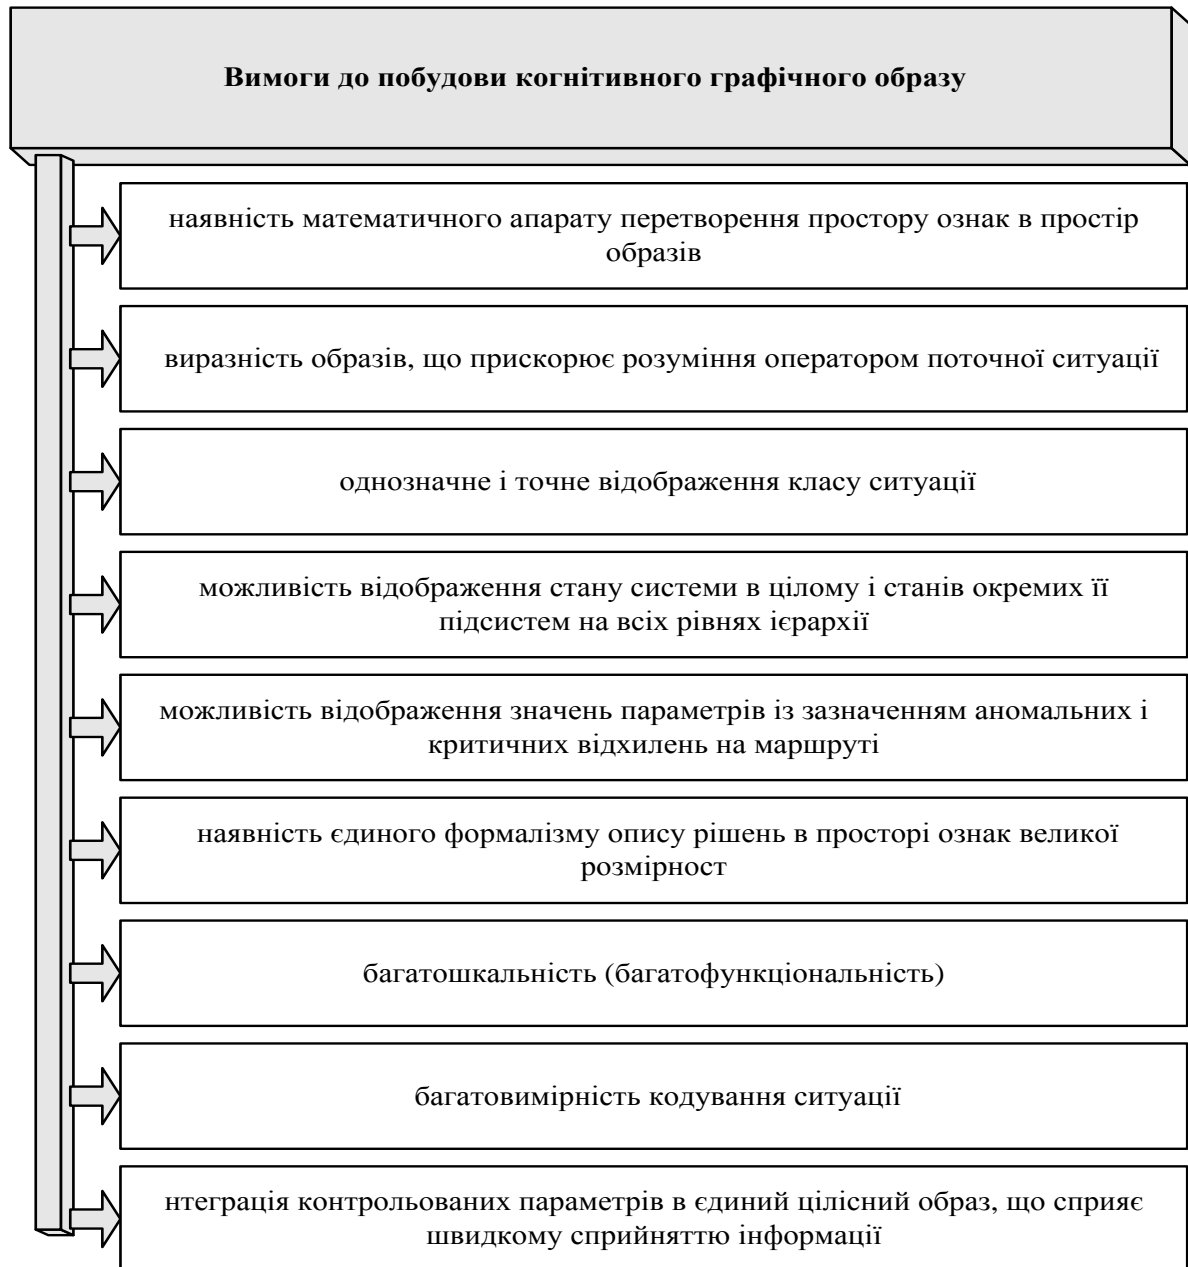 Вимоги до побудови когнітивного графічного образу
наявність математичного апарату перетворення простору ознак в простір
образів
виразність образів, що прискорює розуміння оператором поточної ситуації
однозначне і точне відображення класу ситуації
можливість відображення стану системи в цілому і станів окремих її
підсистем на всіх рівнях ієрархії
можливість відображення значень параметрів із зазначенням аномальних і
критичних відхилень на маршруті
наявність єдиного формалізму опису рішень в просторі ознак великої
розмірност
багатошкальність (багатофункціональність)
багатовимірність кодування ситуації
нтеграція контрольованих параметрів в єдиний цілісний образ, що сприяє
швидкому сприйняттю інформації